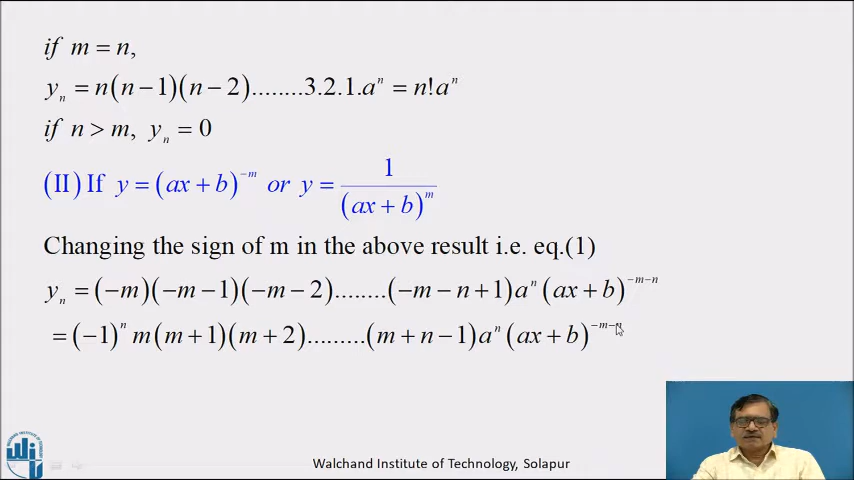 if m = n,
yₙ = n(n−1)(n−2)........3.2.1.aⁿ = n!aⁿ
if n > m, yₙ = 0
(II) If y = (ax + b)⁻ᵐ or y = 1/(ax + b)ᵐ
Changing the sign of m in the above result i.e. eq.(1)
yₙ = (−m)(−m−1)(−m−2)........(−m−n+1)aⁿ(ax+b)⁻ᵐ⁻ⁿ
= (−1)ⁿ m(m+1)(m+2).........(m+n−1)aⁿ(ax+b)⁻ᵐ⁻ⁿ
Walchand Institute of Technology, Solapur